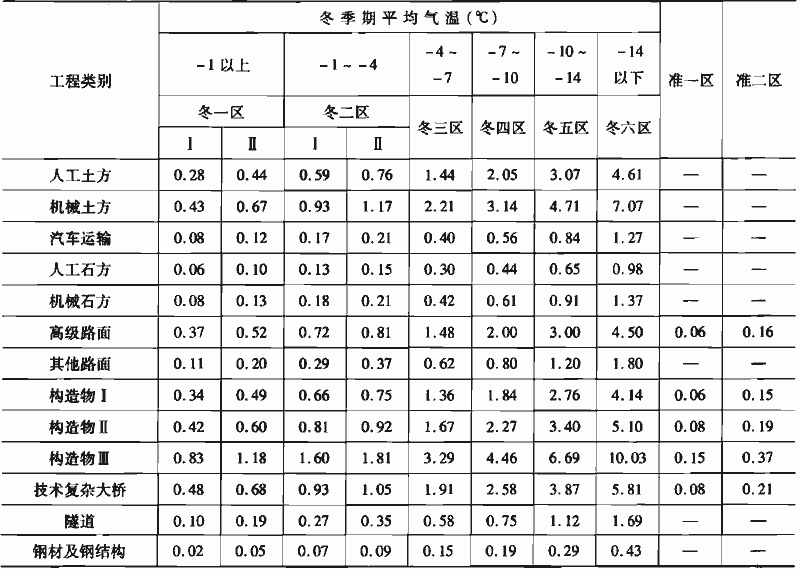 冬季期平均气温(℃)
工程类别 -1以上 -1~-4 -4~-7 -7~-10 -10~-14 -14以下 准一区 准二区
冬一区 冬二区 冬三区 冬四区 冬五区 冬六区
Ⅰ Ⅱ Ⅰ Ⅱ
人工土方 0.28 0.44 0.59 0.76 1.44 2.05 3.07 4.61 — —
机械土方 0.43 0.67 0.93 1.17 2.21 3.14 4.71 7.07 — —
汽车运输 0.08 0.12 0.17 0.21 0.40 0.56 0.84 1.27 — —
人工石方 0.06 0.10 0.13 0.15 0.30 0.44 0.65 0.98 — —
机械石方 0.08 0.13 0.18 0.21 0.42 0.61 0.91 1.37 — —
高级路面 0.37 0.52 0.72 0.81 1.48 2.00 3.00 4.50 0.06 0.16
其他路面 0.11 0.20 0.29 0.37 0.62 0.80 1.20 1.80 — —
构造物Ⅰ 0.34 0.49 0.66 0.75 1.36 1.84 2.76 4.14 0.06 0.15
构造物Ⅱ 0.42 0.60 0.81 0.92 1.67 2.27 3.40 5.10 0.08 0.19
构造物Ⅲ 0.83 1.18 1.60 1.81 3.29 4.46 6.69 10.03 0.15 0.37
技术复杂大桥 0.48 0.68 0.93 1.05 1.91 2.58 3.87 5.81 0.08 0.21
隧道 0.10 0.19 0.27 0.35 0.58 0.75 1.12 1.69 — —
钢材及钢结构 0.02 0.05 0.07 0.09 0.15 0.19 0.29 0.43 — —